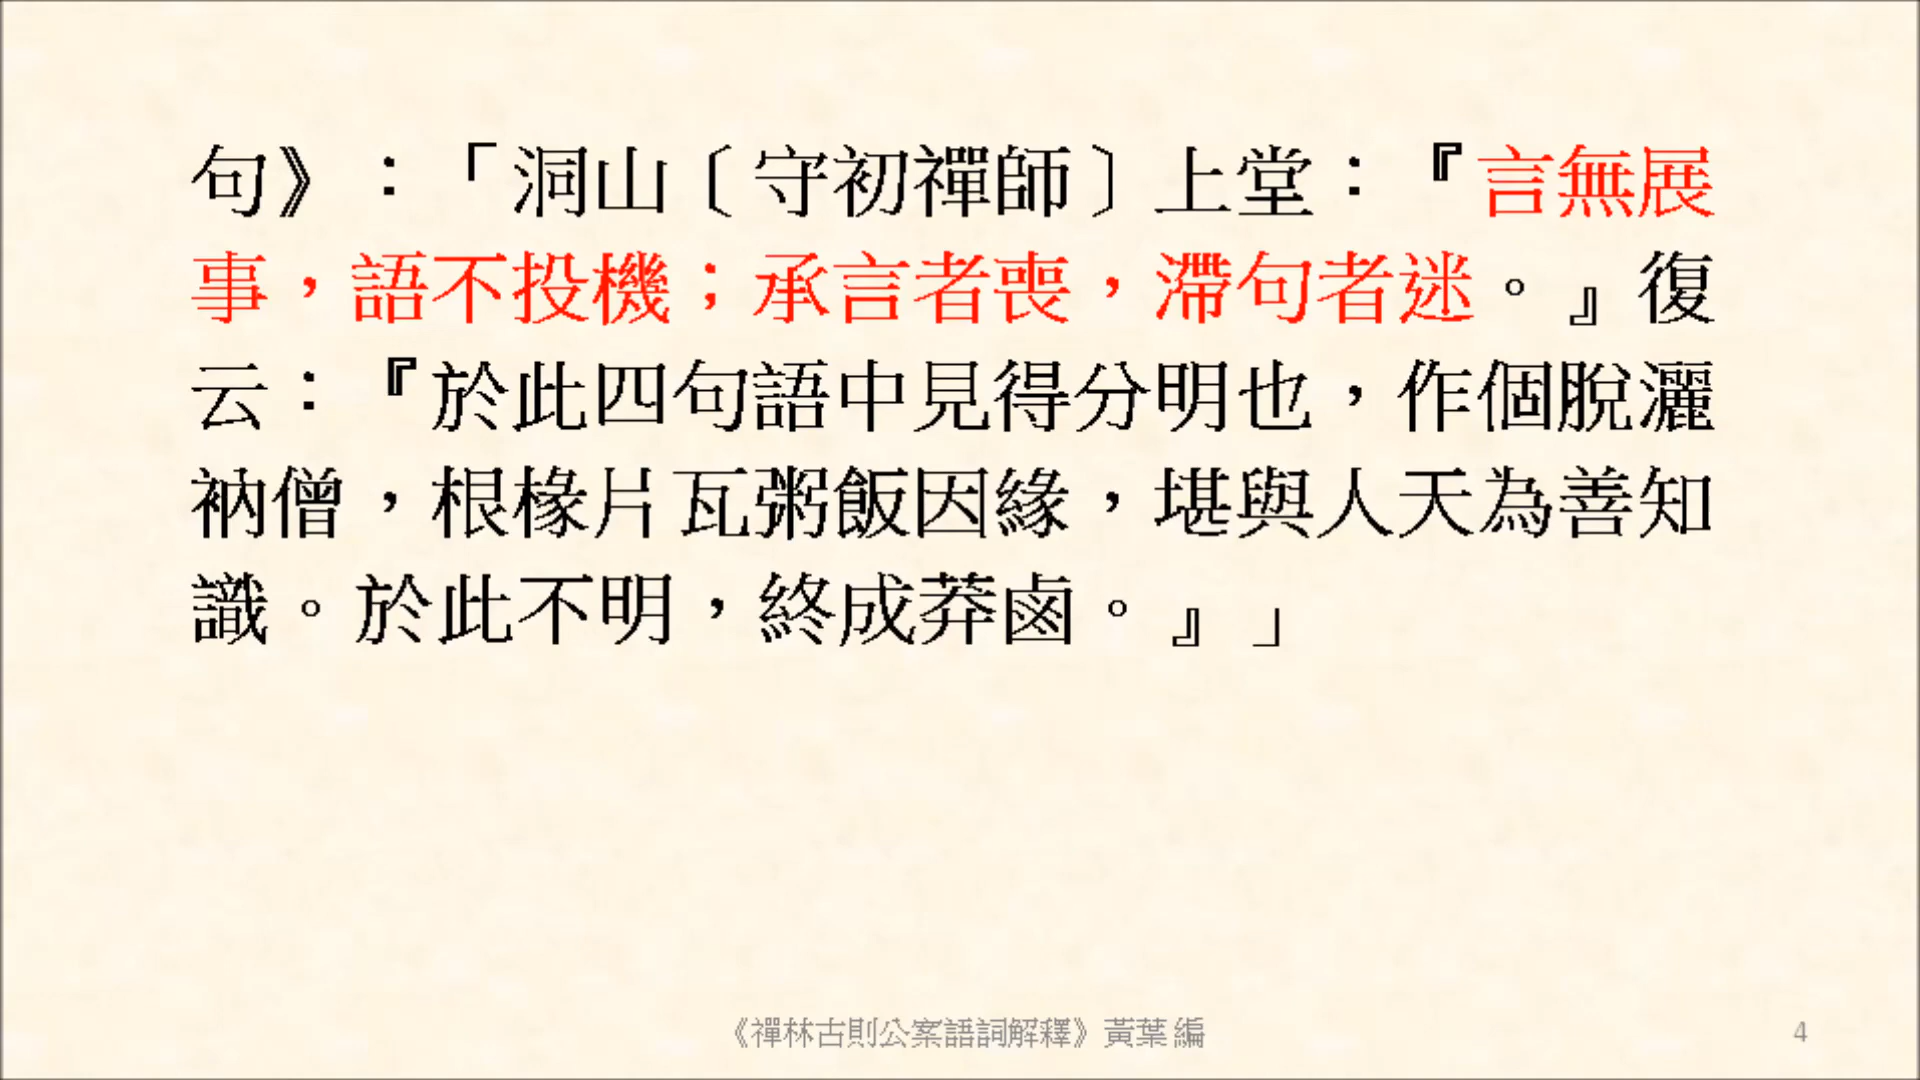 句》：「洞山〔守初禪師〕上堂：『言無展
事，語不投機；承言者喪，滯句者迷。』復
云：『於此四句語中見得分明也，作個脫灑
衲僧，根椽片瓦粥飯因緣，堪與人天為善知
識。於此不明，終成莽鹵。』」
《禪林古則公案語詞解釋》黃葉 編
4